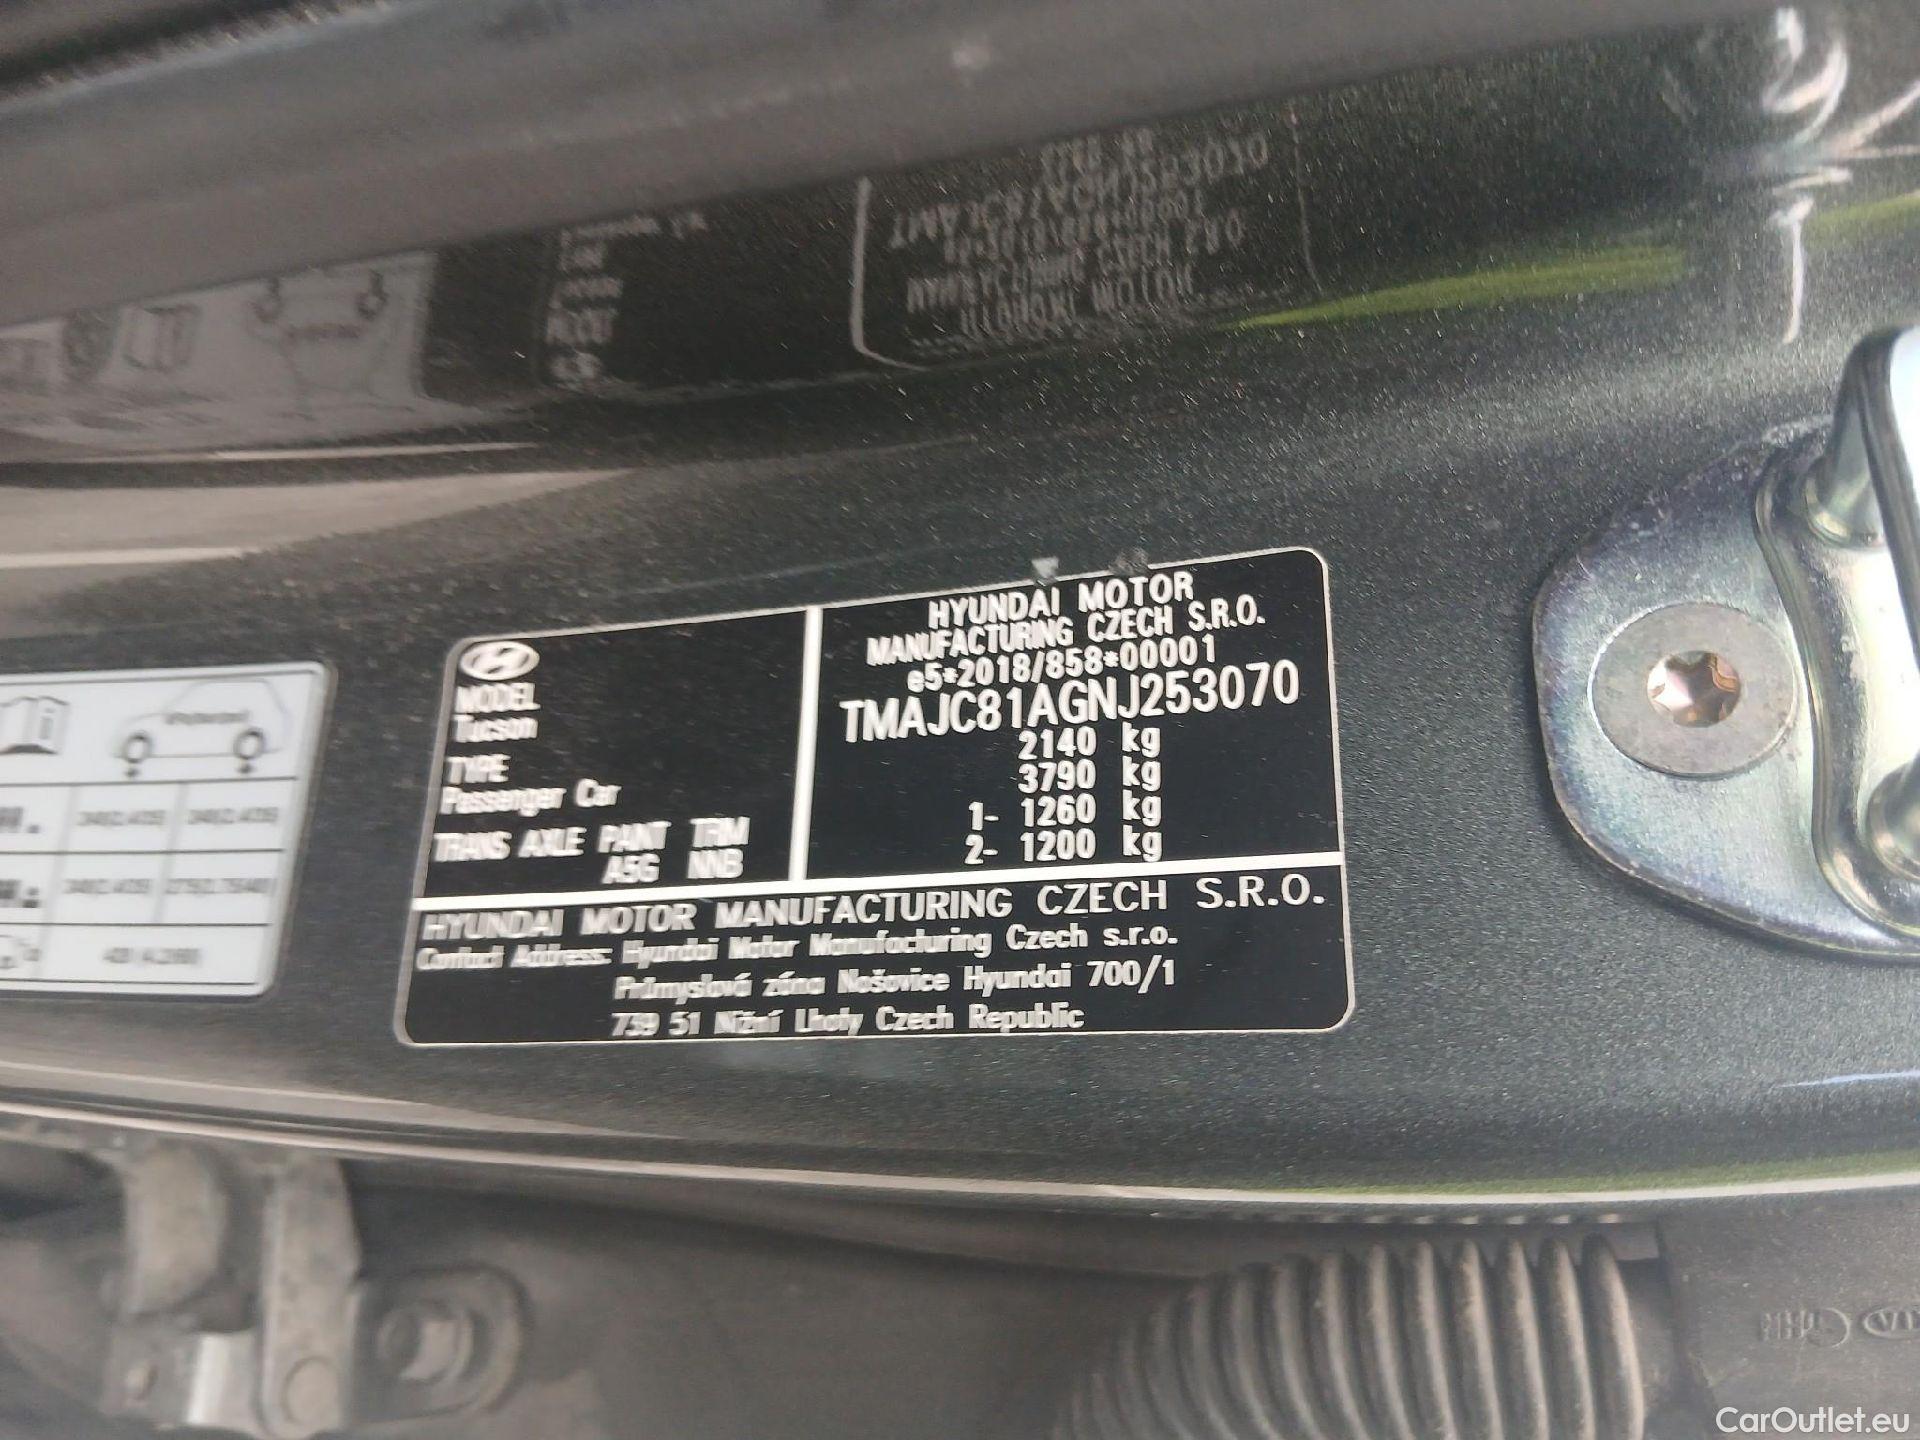 HYUNDAI MOTOR
MANUFACTURING CZECH S.R.O.
e5*2018/858*00001
TMAJC81AGNJ253070
2140 kg
3790 kg
1- 1260 kg
2- 1200 kg
MODEL
Tucson
TYPE
Passenger Car
TRANS AXLE PAINT TRIM
A5G NNB
HYUNDAI MOTOR MANUFACTURING CZECH S.R.O.
Contact Address: Hyundai Motor Manufacturing Czech s.r.o.
Průmyslová zóna Nošovice Hyundai 700/1
739 51 Nižní Lhoty Czech Republic
CarOutlet.eu